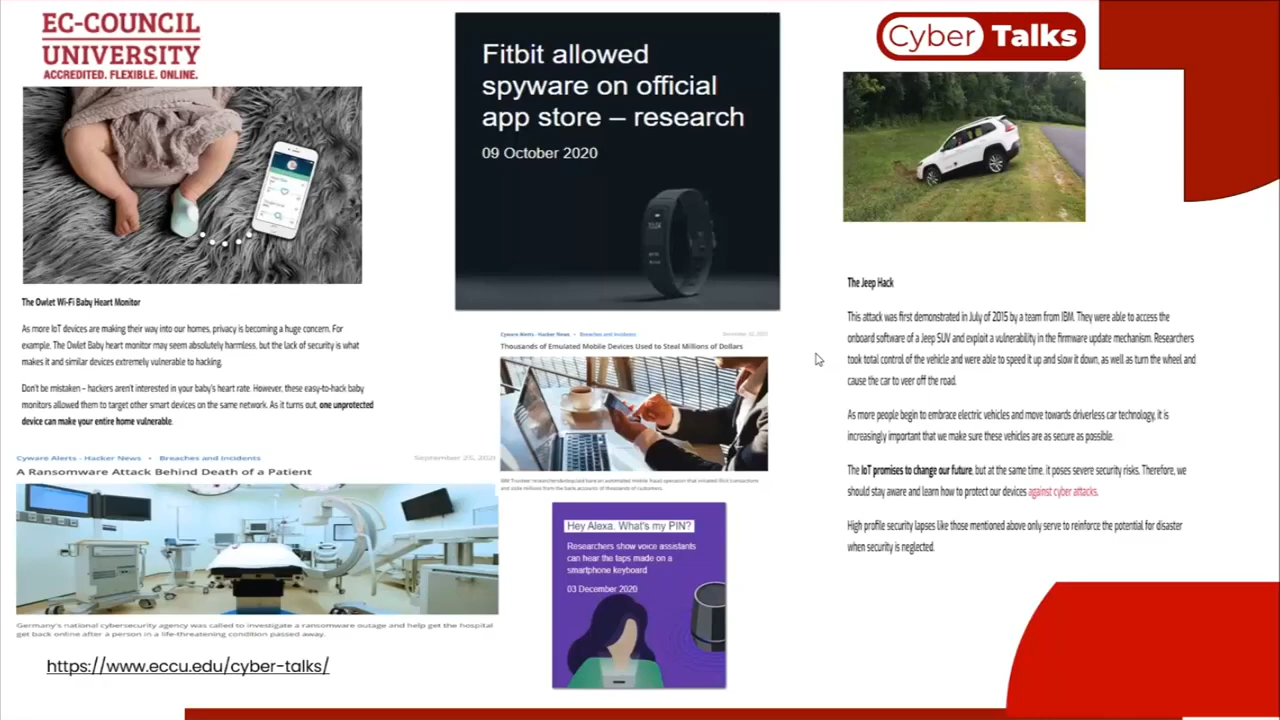 EC-COUNCIL
UNIVERSITY
ACCREDITED. FLEXIBLE. ONLINE.
The Owlet Wi-Fi Baby Heart Monitor
As more IoT devices are making their way into our homes, privacy is becoming a huge concern. For
example, The Owlet Baby heart monitor may seem absolutely harmless, but the lack of security is what
makes it and similar devices extremely vulnerable to hacking.
Don't be mistaken – hackers aren't interested in your baby's heart rate. However, these easy-to-hack baby
monitors allowed them to target other smart devices on the same network. As it turns out, one unprotected
device can make your entire home vulnerable.
Cyware Alerts - Hacker News • Breaches and Incidents
September 25, 2020
A Ransomware Attack Behind Death of a Patient
Germany's national cybersecurity agency was called to investigate a ransomware outage and help get the hospital
get back online after a person in a life-threatening condition passed away.
https://www.eccu.edu/cyber-talks/
Fitbit allowed
spyware on official
app store – research
09 October 2020
Cyware Alerts - Hacker News • Breaches and Incidents
Thousands of Emulated Mobile Devices Used to Steal Millions of Dollars
and stole millions from the bank accounts of thousands of customers.
Hey Alexa. What's my PIN?
Researchers show voice assistants
can hear the taps made on a
smartphone keyboard
03 December 2020
Cyber Talks
The Jeep Hack
This attack was first demonstrated in July of 2015 by a team from IBM. They were able to access the
onboard software of a Jeep SUV and exploit a vulnerability in the firmware update mechanism. Researchers
took total control of the vehicle and were able to speed it up and slow it down, as well as turn the wheel and
cause the car to veer off the road.
As more people begin to embrace electric vehicles and move towards driverless car technology, it is
increasingly important that we make sure these vehicles are as secure as possible.
The IoT promises to change our future, but at the same time, it poses severe security risks. Therefore, we
should stay aware and learn how to protect our devices against cyber attacks.
High profile security lapses like those mentioned above only serve to reinforce the potential for disaster
when security is neglected.